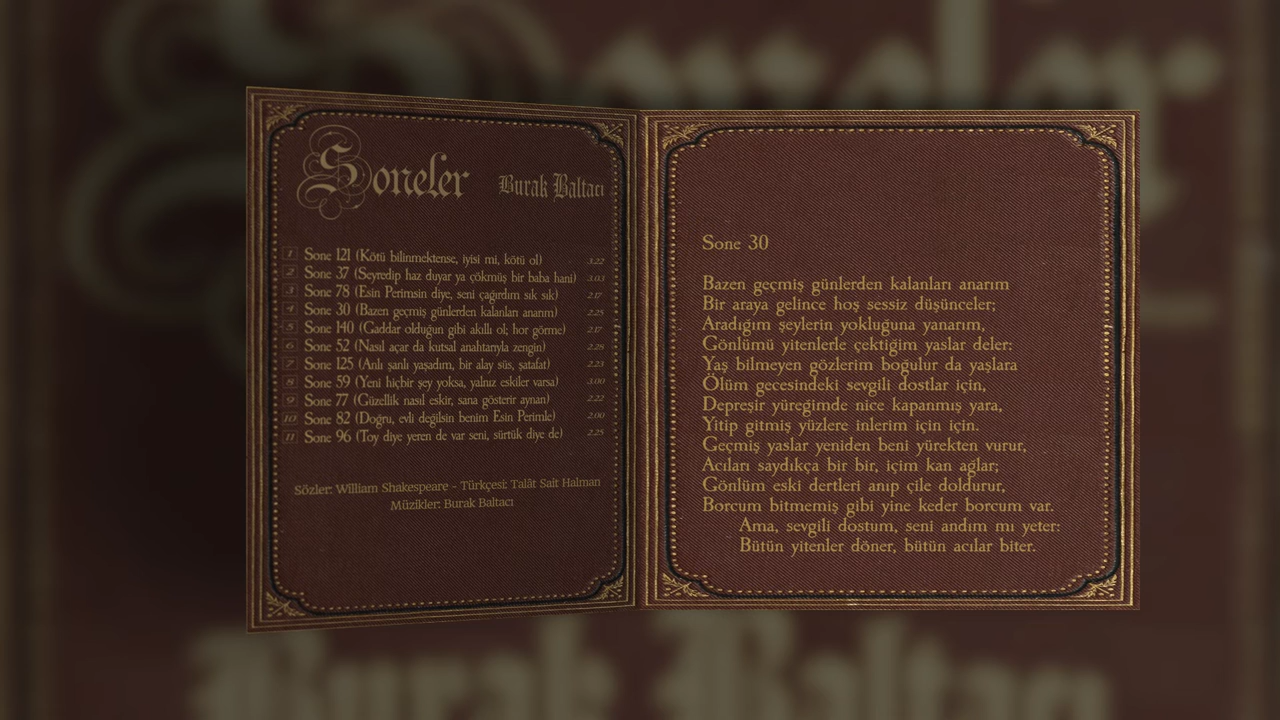 Soneler
Burak Baltacı
1 Sone 121 (Kötü bilinmektense, iyisi mi, kötü ol) 3.22
2 Sone 37 (Seyredip haz duyar ya çökmüş bir baba hani) 3.03
3 Sone 78 (Esin Perimsin diye, seni çağırdım sık sık) 2.17
4 Sone 30 (Bazen geçmiş günlerden kalanları anarım) 2.25
5 Sone 140 (Gaddar olduğun gibi akıllı ol; hor görme) 2.17
6 Sone 52 (Nasıl açar da kutsal anahtarıyla zengin) 2.28
7 Sone 125 (Anlı şanlı yaşadım, bir alay süs, şatafat) 2.23
8 Sone 59 (Yeni hiçbir şey yoksa, yalnız eskiler varsa) 3.00
9 Sone 77 (Güzellik nasıl eskir, sana gösterir aynan) 2.22
10 Sone 82 (Doğru, evli değilsin benim Esin Perimle) 2.00
11 Sone 96 (Toy diye yeren de var seni, sürtük diye de) 2.25
Sözler: William Shakespeare - Türkçesi: Talât Sait Halman
Müzikler: Burak Baltacı
Sone 30
Bazen geçmiş günlerden kalanları anarım
Bir araya gelince hoş sessiz düşünceler;
Aradığım şeylerin yokluğuna yanarım,
Gönlümü yitenlerle çektiğim yaslar deler:
Yaş bilmeyen gözlerim boğulur da yaşlara
Ölüm gecesindeki sevgili dostlar için,
Depreşir yüreğimde nice kapanmış yara,
Yitip gitmiş yüzlere inlerim için için.
Geçmiş yaslar yeniden beni yürekten vurur,
Acıları saydıkça bir bir, içim kan ağlar;
Gönlüm eski dertleri anıp çile doldurur,
Borcum bitmemiş gibi yine keder borcum var.
Ama, sevgili dostum, seni andım mı yeter:
Bütün yitenler döner, bütün acılar biter.
Soneler
Burak Baltacı